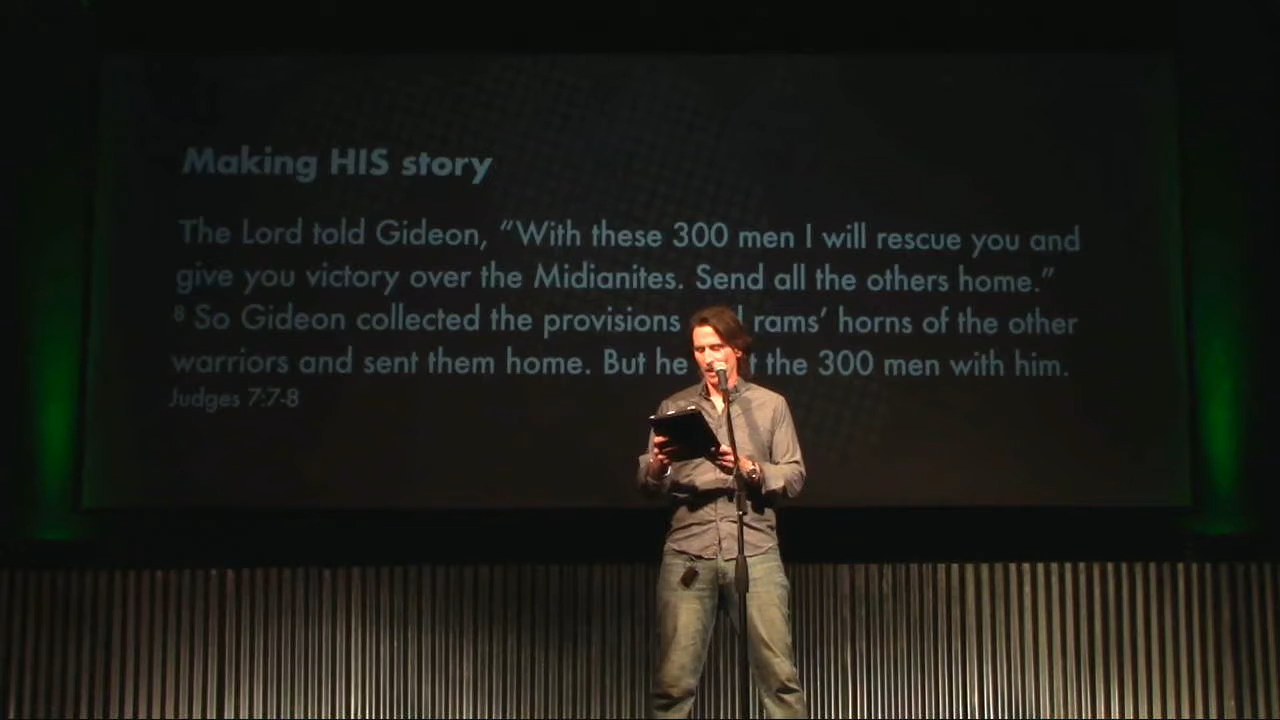 Making HIS story
The Lord told Gideon, “With these 300 men I will rescue you and
give you victory over the Midianites. Send all the others home.”
8 So Gideon collected the provisions rams’ horns of the other
warriors and sent them home. But he the 300 men with him.
Judges 7:7-8